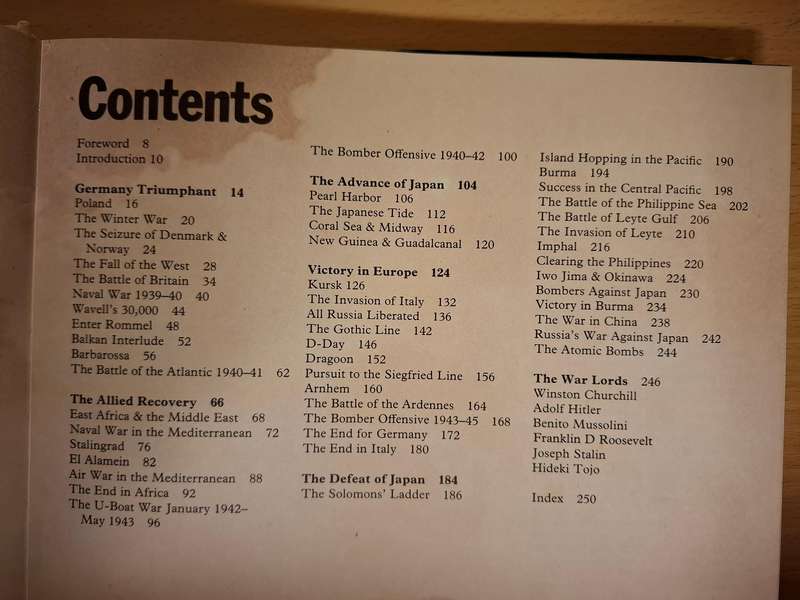 Contents
Foreword 8
Introduction 10
Germany Triumphant 14
Poland 16
The Winter War 20
The Seizure of Denmark &
Norway 24
The Fall of the West 28
The Battle of Britain 34
Naval War 1939–40 40
Wavell's 30,000 44
Enter Rommel 48
Balkan Interlude 52
Barbarossa 56
The Battle of the Atlantic 1940–41 62
The Allied Recovery 66
East Africa & the Middle East 68
Naval War in the Mediterranean 72
Stalingrad 76
El Alamein 82
Air War in the Mediterranean 88
The End in Africa 92
The U-Boat War January 1942–
May 1943 96
The Bomber Offensive 1940–42 100
The Advance of Japan 104
Pearl Harbor 106
The Japanese Tide 112
Coral Sea & Midway 116
New Guinea & Guadalcanal 120
Victory in Europe 124
Kursk 126
The Invasion of Italy 132
All Russia Liberated 136
The Gothic Line 142
D-Day 146
Dragoon 152
Pursuit to the Siegfried Line 156
Arnhem 160
The Battle of the Ardennes 164
The Bomber Offensive 1943–45 168
The End for Germany 172
The End in Italy 180
The Defeat of Japan 184
The Solomons' Ladder 186
Island Hopping in the Pacific 190
Burma 194
Success in the Central Pacific 198
The Battle of the Philippine Sea 202
The Battle of Leyte Gulf 206
The Invasion of Leyte 210
Imphal 216
Clearing the Philippines 220
Iwo Jima & Okinawa 224
Bombers Against Japan 230
Victory in Burma 234
The War in China 238
Russia's War Against Japan 242
The Atomic Bombs 244
The War Lords 246
Winston Churchill
Adolf Hitler
Benito Mussolini
Franklin D Roosevelt
Joseph Stalin
Hideki Tojo
Index 250